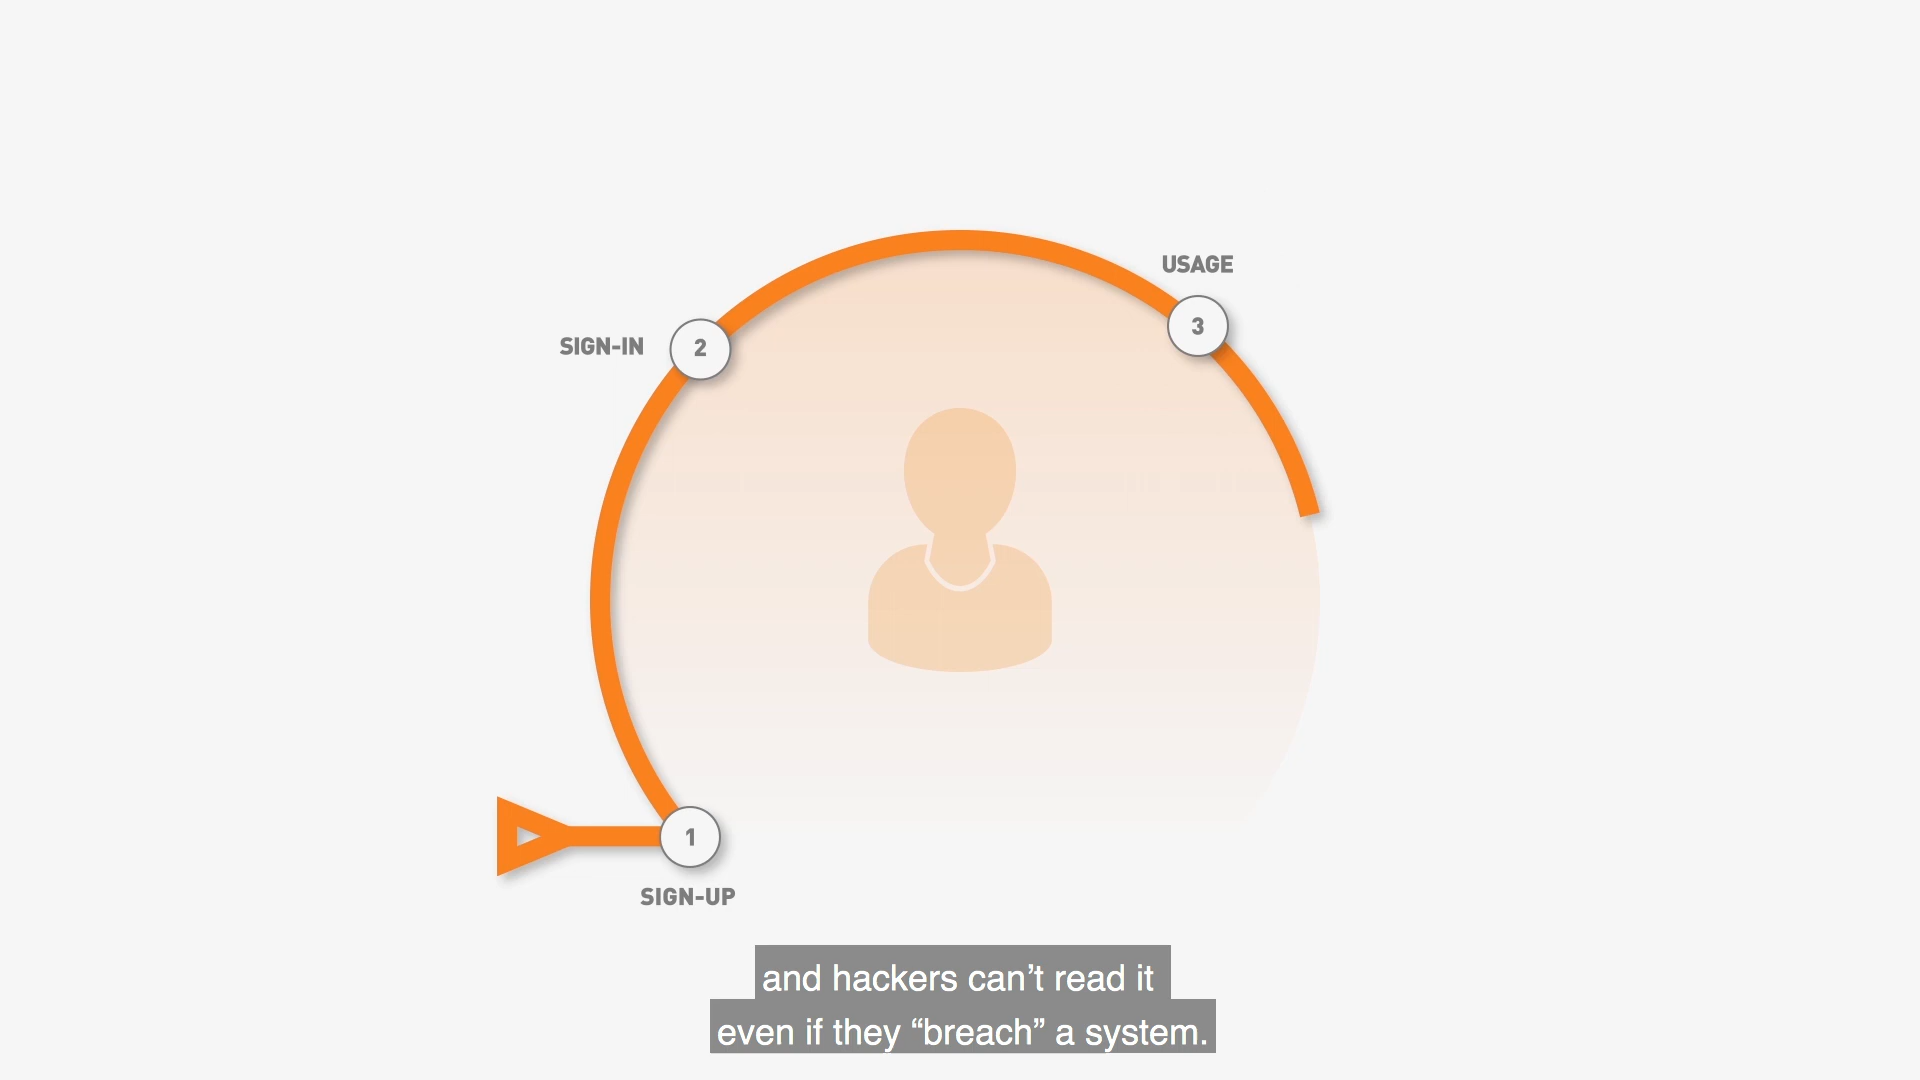 USAGE
3
SIGN-IN
2
1
SIGN-UP
and hackers can’t read it
even if they “breach” a system.